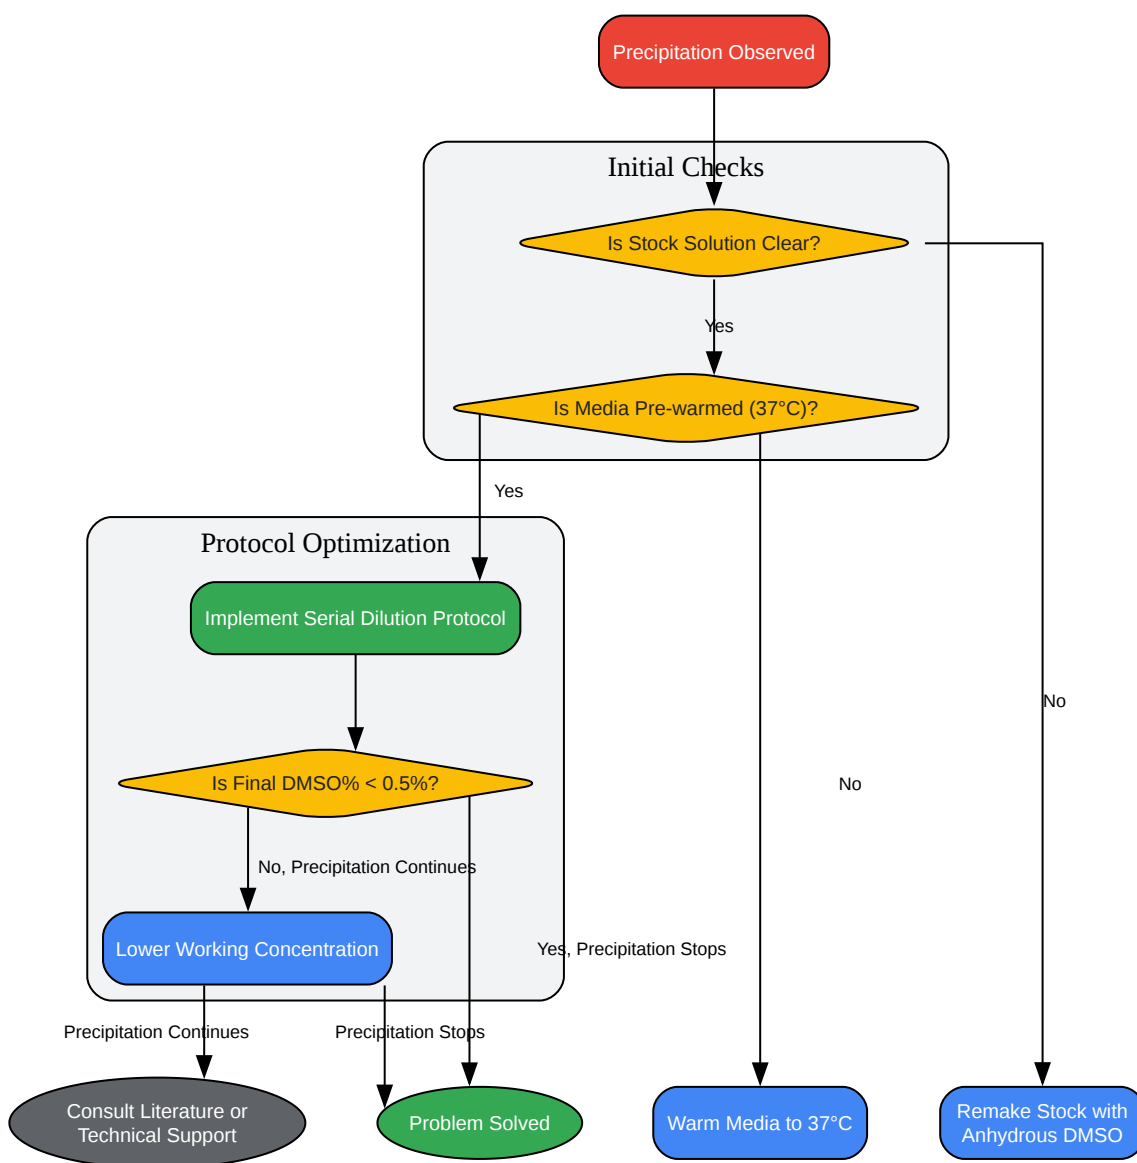 Precipitation Observed
Initial Checks
Is Stock Solution Clear?
Yes
Is Media Pre-warmed (37°C)?
Yes
Protocol Optimization
Implement Serial Dilution Protocol
No
Is Final DMSO% < 0.5%?
No
No, Precipitation Continues
Lower Working Concentration
Yes, Precipitation Stops
Precipitation Continues
Precipitation Stops
Consult Literature or
Technical Support
Problem Solved
Warm Media to 37°C
Remake Stock with
Anhydrous DMSO